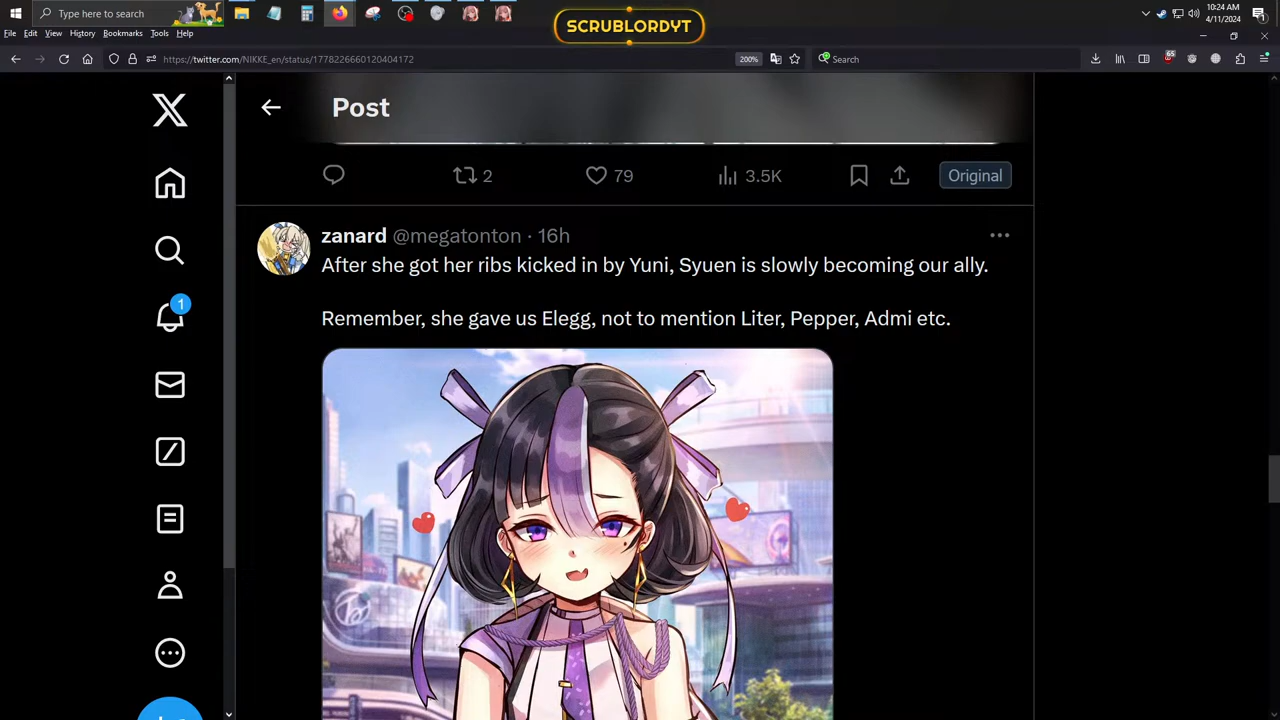 Type here to search
SCRUBLORDYT
10:24 AM
4/11/2024
File Edit View History Bookmarks Tools Help
https://twitter.com/NIKKE_en/status/1778226660120404172
200%
Search
65
Post
2
79
3.5K
Original
zanard @megatonton · 16h
After she got her ribs kicked in by Yuni, Syuen is slowly becoming our ally.
Remember, she gave us Elegg, not to mention Liter, Pepper, Admi etc.
1